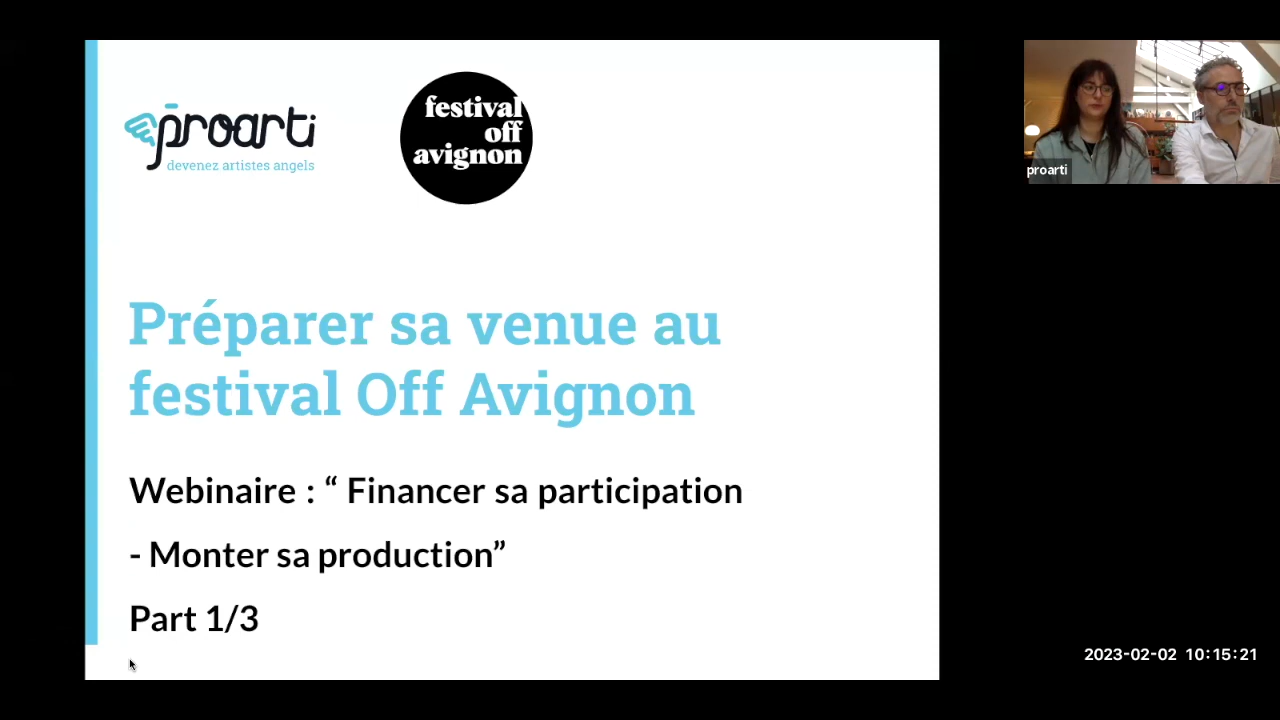 proarti
devenez artistes angels
festival
off
avignon
Préparer sa venue au
festival Off Avignon
Webinaire : “ Financer sa participation
- Monter sa production”
Part 1/3
proarti
2023-02-02 10:15:21